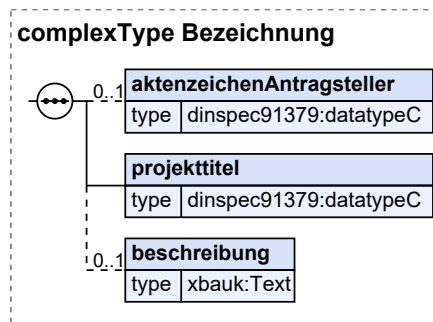 complexType Bezeichnung
0..1 aktenzeichenAntragsteller
type dinspec91379:datatypeC
projekttitel
type dinspec91379:datatypeC
0..1 beschreibung
type xbauk:Text